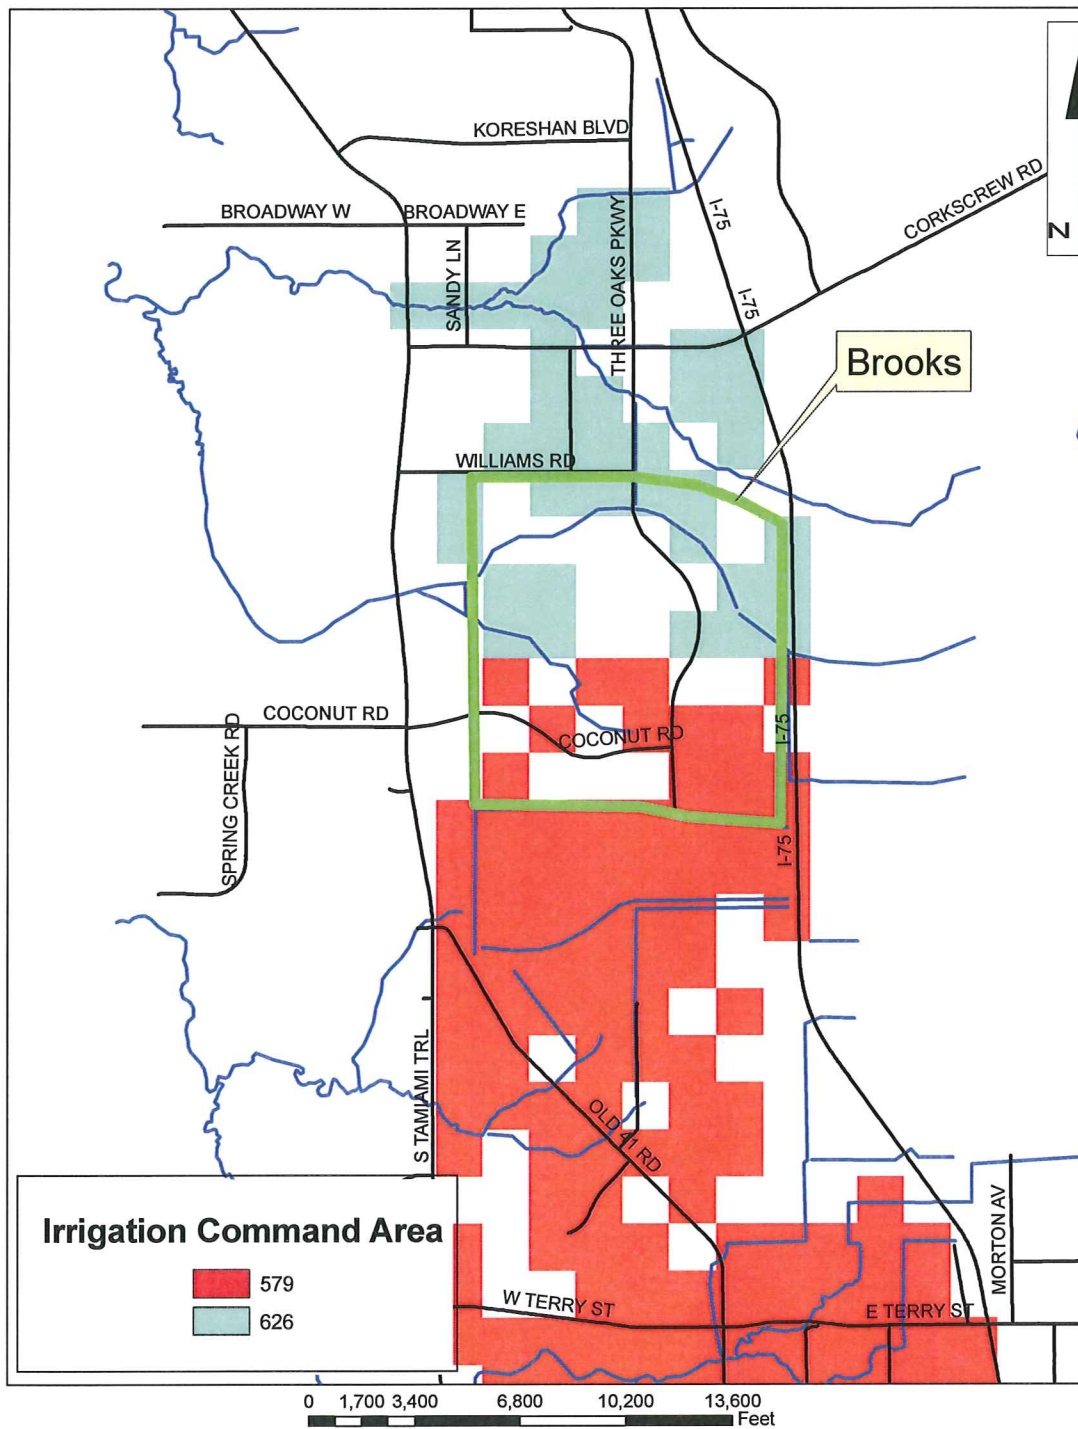 KORESHAN BLVD
BROADWAY W
BROADWAY E
SANDY LN
THREE OAKS PKWY
I-75
CORKSCREW RD
N
I-75
Brooks
WILLIAMS RD
COCONUT RD
SPRING CREEK RD
COCONUT RD
I-75
I-75
S TAMIAMI TRL
OLD 41 RD
MORTON AV
W TERRY ST
E TERRY ST
Irrigation Command Area
579
626
0 1,700 3,400 6,800 10,200 13,600
Feet